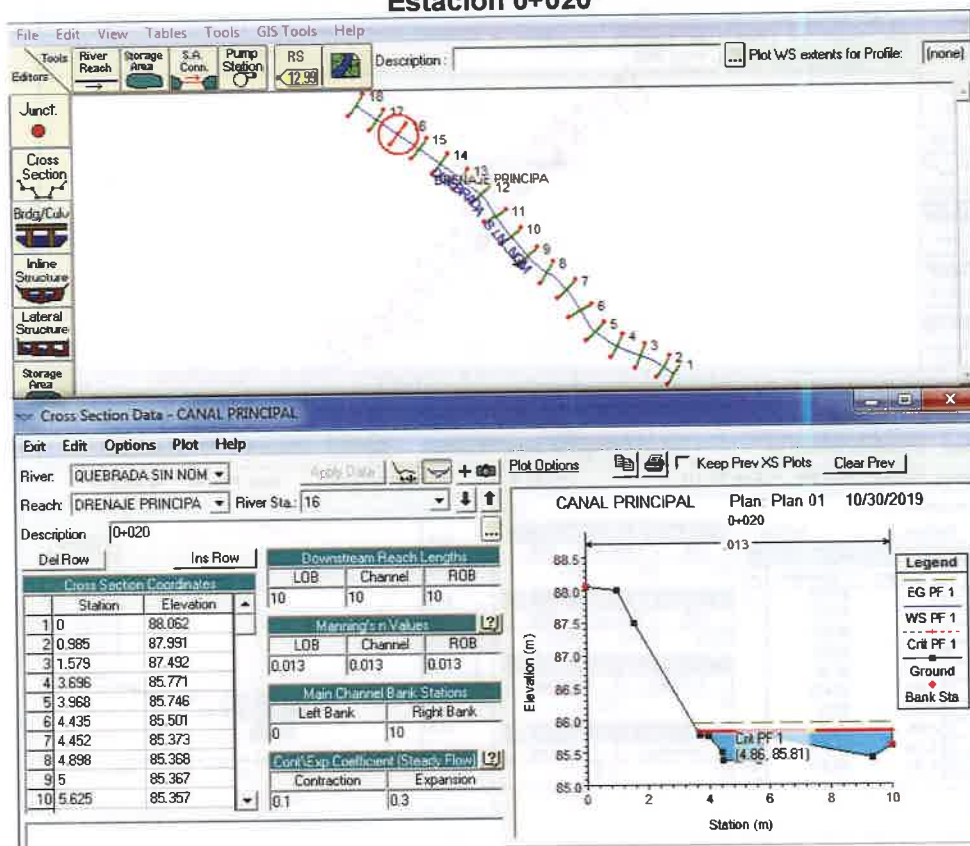 Estación 0+020
File Edit View Tables Tools GIS Tools Help
Tools
Editors
River
Reach
Storage
Area
S.A.
Conn.
Pump
Station
RS
12.99
Description :
... Plot WS extents for Profile: (none)
Junct.
Cross
Section
Brdg/Culv
Inline
Structure
Lateral
Structure
Storage
Area
18
17
16
15
14
13
DRENAJE PRINCIPA
QUEBRADA SIN NOM
12
11
10
9
8
7
6
5
4
3
2
1
Cross Section Data - CANAL PRINCIPAL
Exit Edit Options Plot Help
River: QUEBRADA SIN NOM
Apply Data
Reach: DRENAJE PRINCIPA River Sta.: 16
Description 0+020
Del Row Ins Row
Cross Section Coordinates
Station Elevation
1 0 88.062
2 0.985 87.991
3 1.579 87.492
4 3.696 85.771
5 3.968 85.746
6 4.435 85.501
7 4.452 85.373
8 4.898 85.368
9 5 85.367
10 5.625 85.357
Downstream Reach Lengths
LOB Channel ROB
10 10 10
Manning's n Values
LOB Channel ROB
0.013 0.013 0.013
Main Channel Bank Stations
Left Bank Right Bank
0 10
Cont\Exp Coefficient (Steady Flow)
Contraction Expansion
0.1 0.3
Plot Options Keep Prev XS Plots Clear Prev
CANAL PRINCIPAL Plan: Plan 01 10/30/2019
0+020
.013
Elevation (m)
88.5
88.0
87.5
87.0
86.5
86.0
85.5
85.0
Crit PF 1
(4.86, 85.81)
0 2 4 6 8 10
Station (m)
Legend
EG PF 1
WS PF 1
Crit PF 1
Ground
Bank Sta